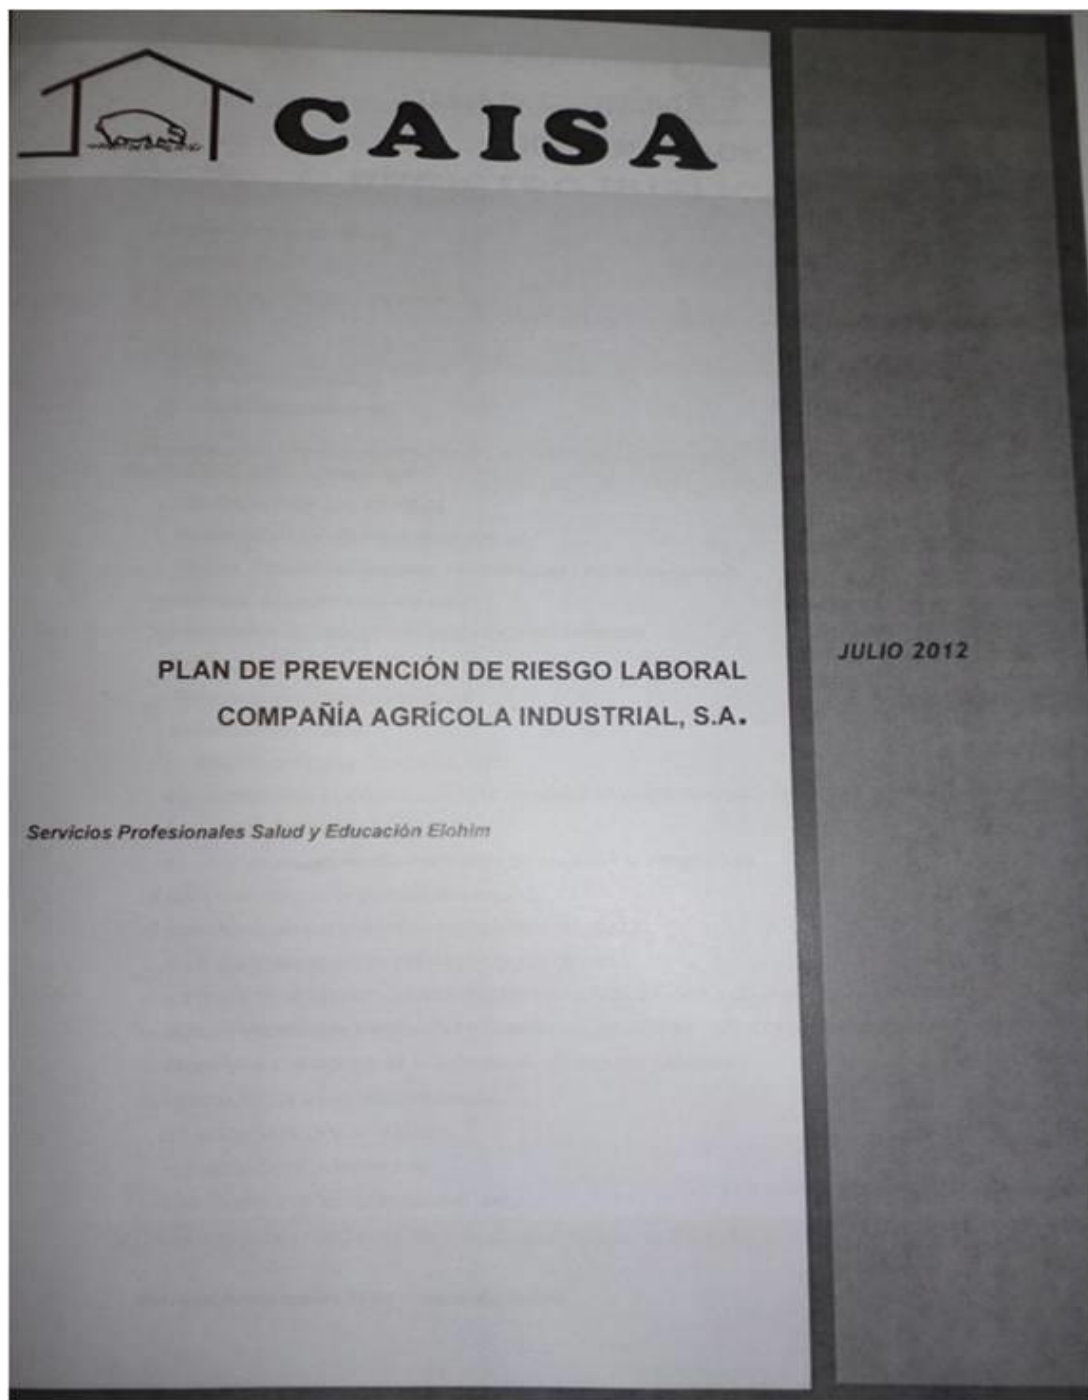 CAISA
PLAN DE PREVENCIÓN DE RIESGO LABORAL
COMPAÑÍA AGRÍCOLA INDUSTRIAL, S.A.
JULIO 2012
Servicios Profesionales Salud y Educación Elohim